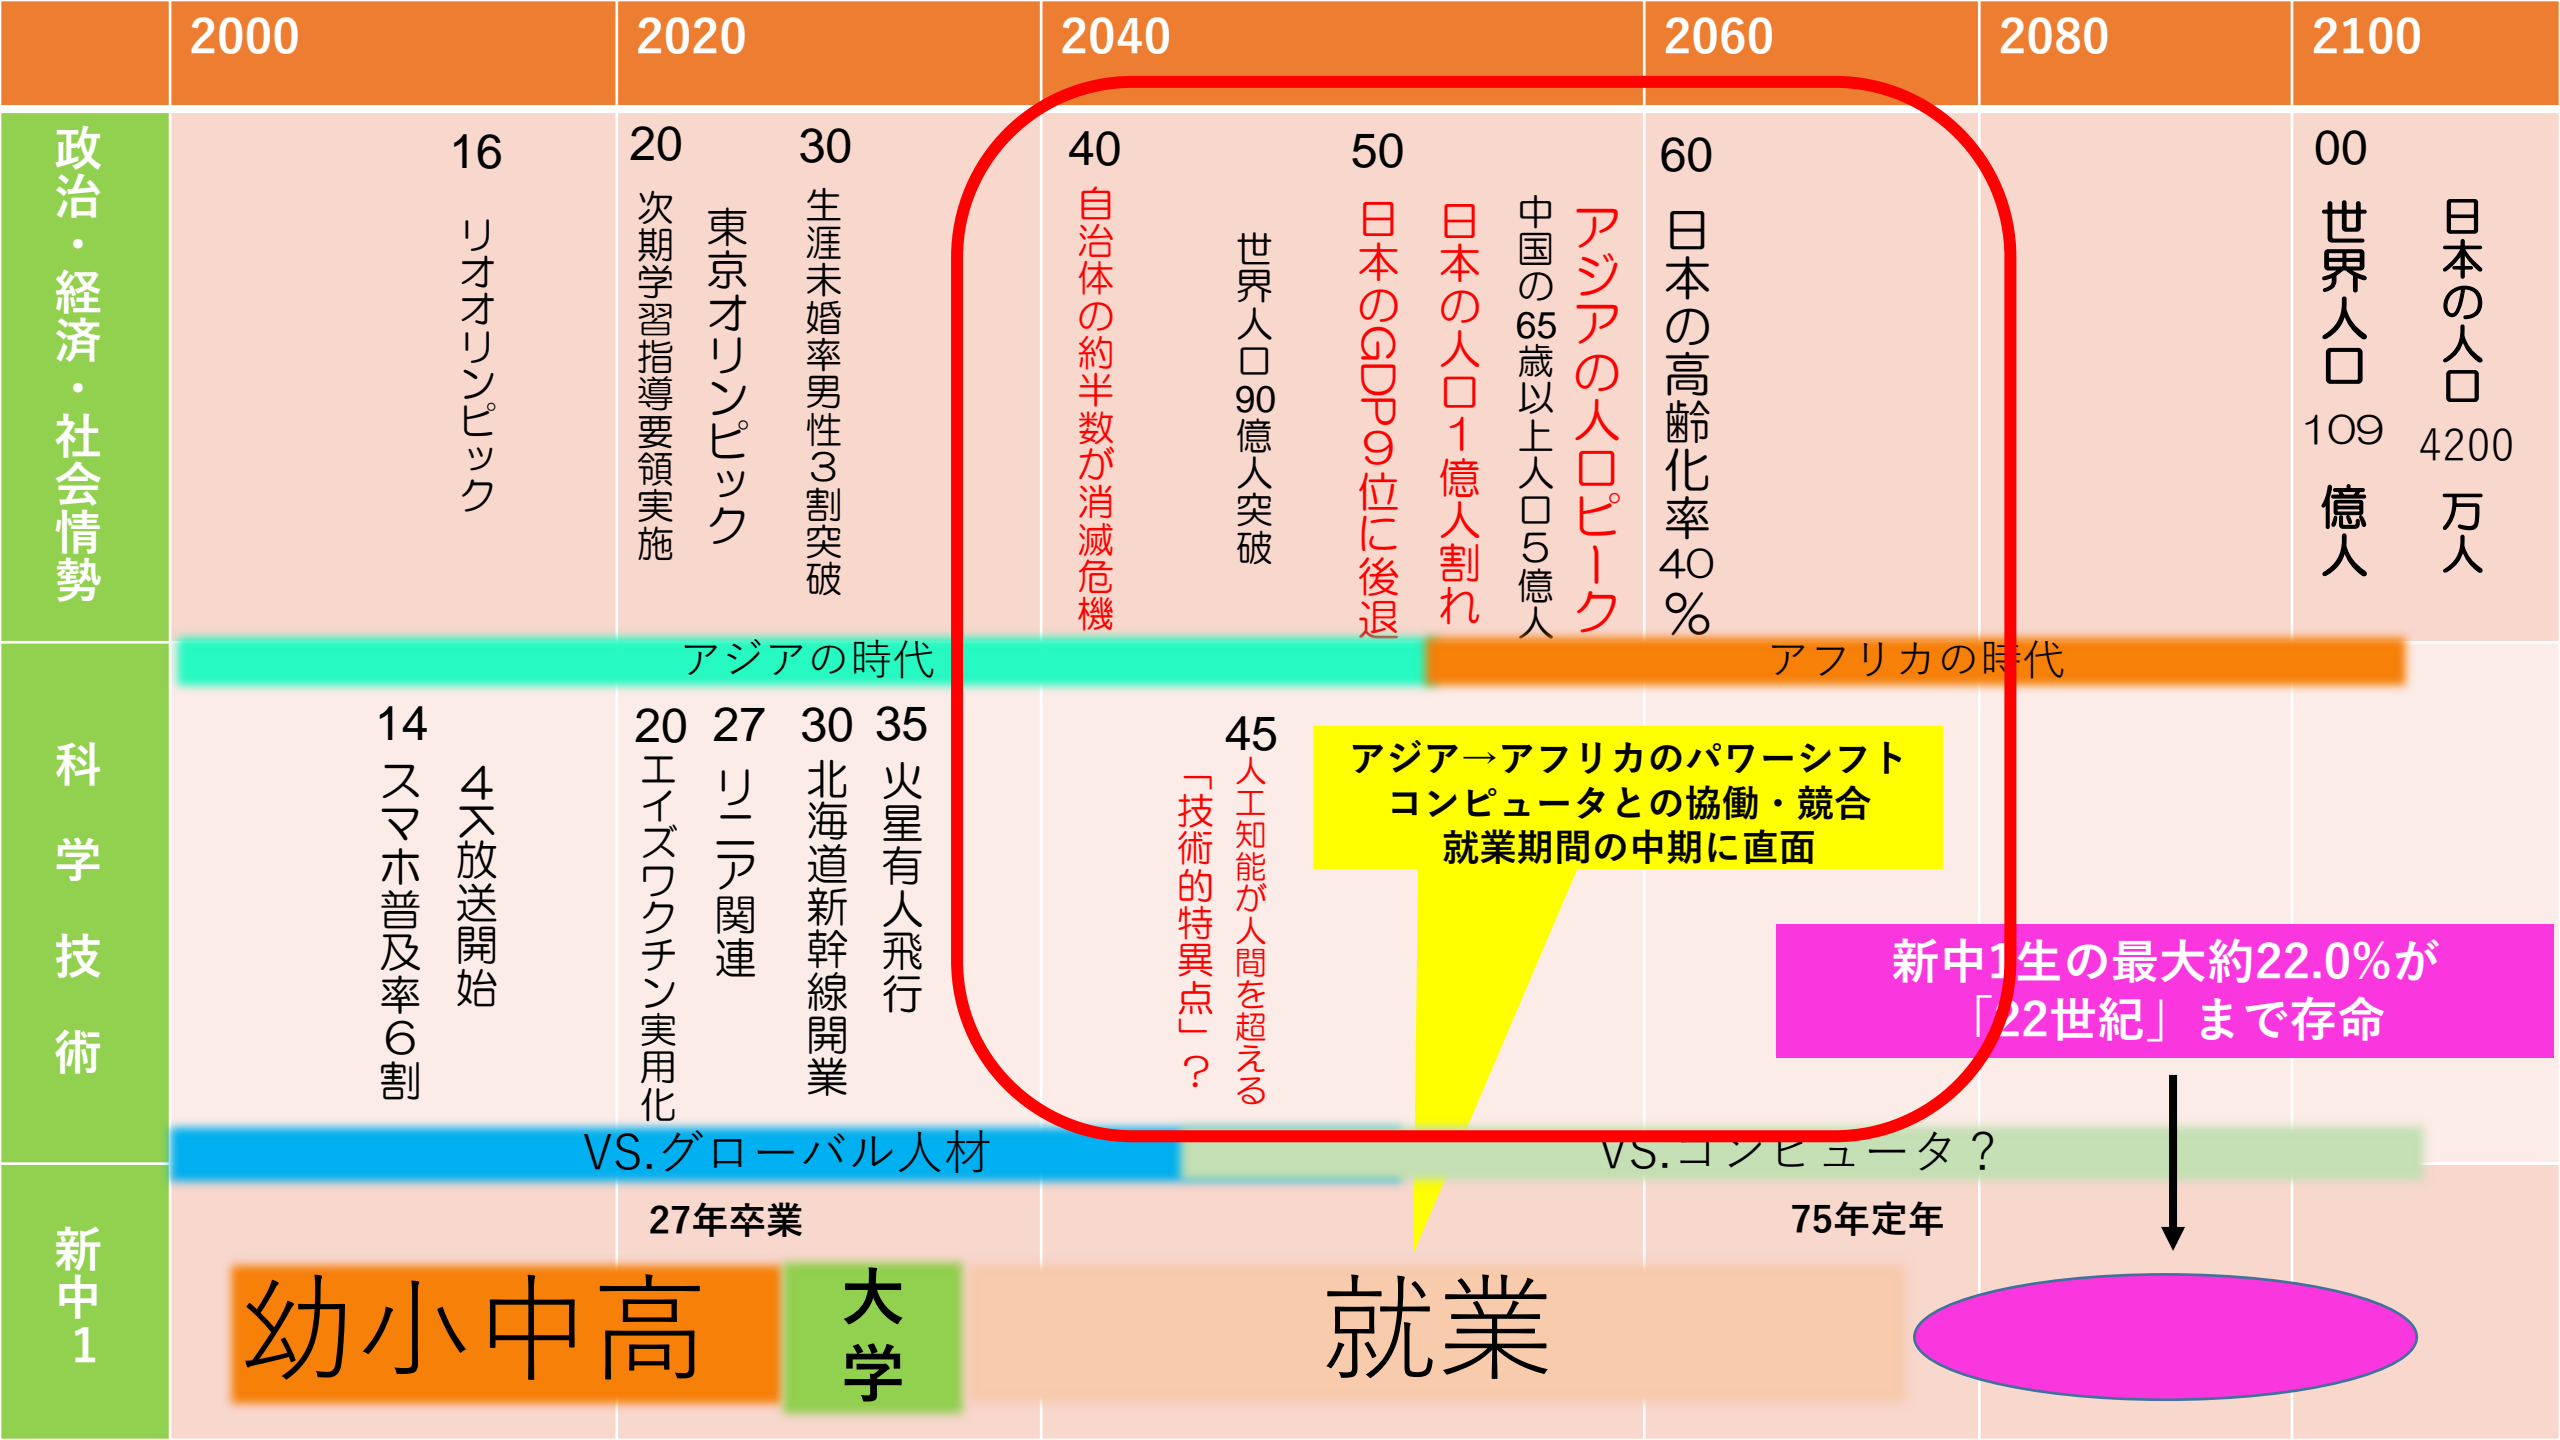 2000
2020
2040
2060
2080
2100
政治・経済・社会情勢
16
リオオリンピック
20
次期学習指導要領実施
東京オリンピック
30
生涯未婚率男性３割突破
40
自治体の約半数が消滅危機
世界人口90億人突破
50
日本のGDP９位に後退
日本の人口１億人割れ
中国の65歳以上人口５億人
アジアの人口ピーク
60
日本の高齢化率40％
00
世界人口 109 億人
日本の人口 4200 万人
アジアの時代
アフリカの時代
科学技術
14
スマホ普及率６割
４K放送開始
20
エイズワクチン実用化
27
リニア関連
30
北海道新幹線開業
35
火星有人飛行
45
人工知能が人間を超える
「技術的特異点」？
アジア→アフリカのパワーシフト
コンピュータとの協働・競合
就業期間の中期に直面
新中1生の最大約22.0%が
「22世紀」まで存命
VS.グローバル人材
VS.コンピュータ？
新中1
27年卒業
75年定年
幼小中高
大学
就業